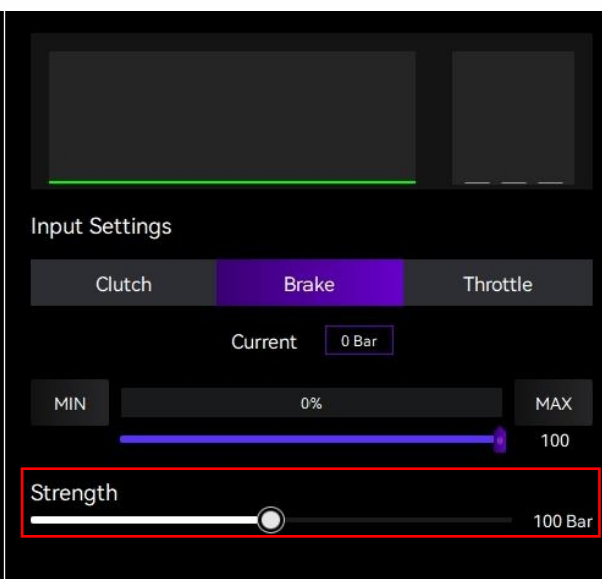 Input Settings
Clutch Brake Throttle
Current 0 Bar
MIN 0% MAX
100
Strength
100 Bar